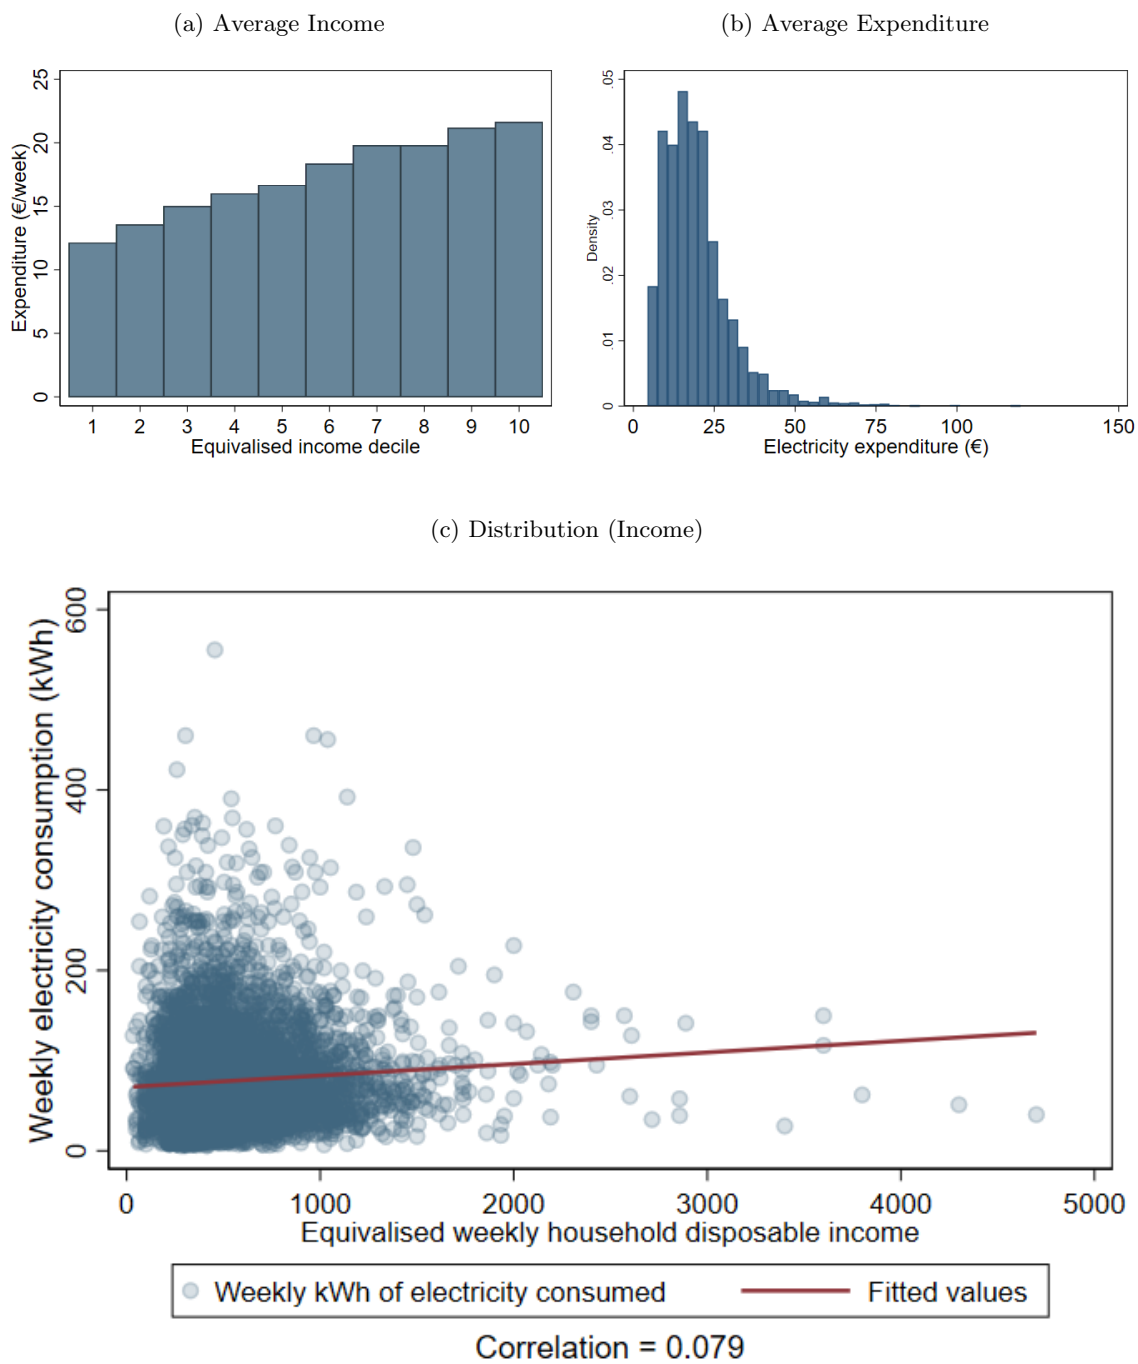 (a) Average Income
Expenditure (€/week)
25
20
15
10
5
0
1 2 3 4 5 6 7 8 9 10
Equivalised income decile
(b) Average Expenditure
Density
.05
.04
.03
.02
.01
0
0 25 50 75 100 150
Electricity expenditure (€)
(c) Distribution (Income)
Weekly electricity consumption (kWh)
600
400
200
0
0 1000 2000 3000 4000 5000
Equivalised weekly household disposable income
Weekly kWh of electricity consumed Fitted values
Correlation = 0.079